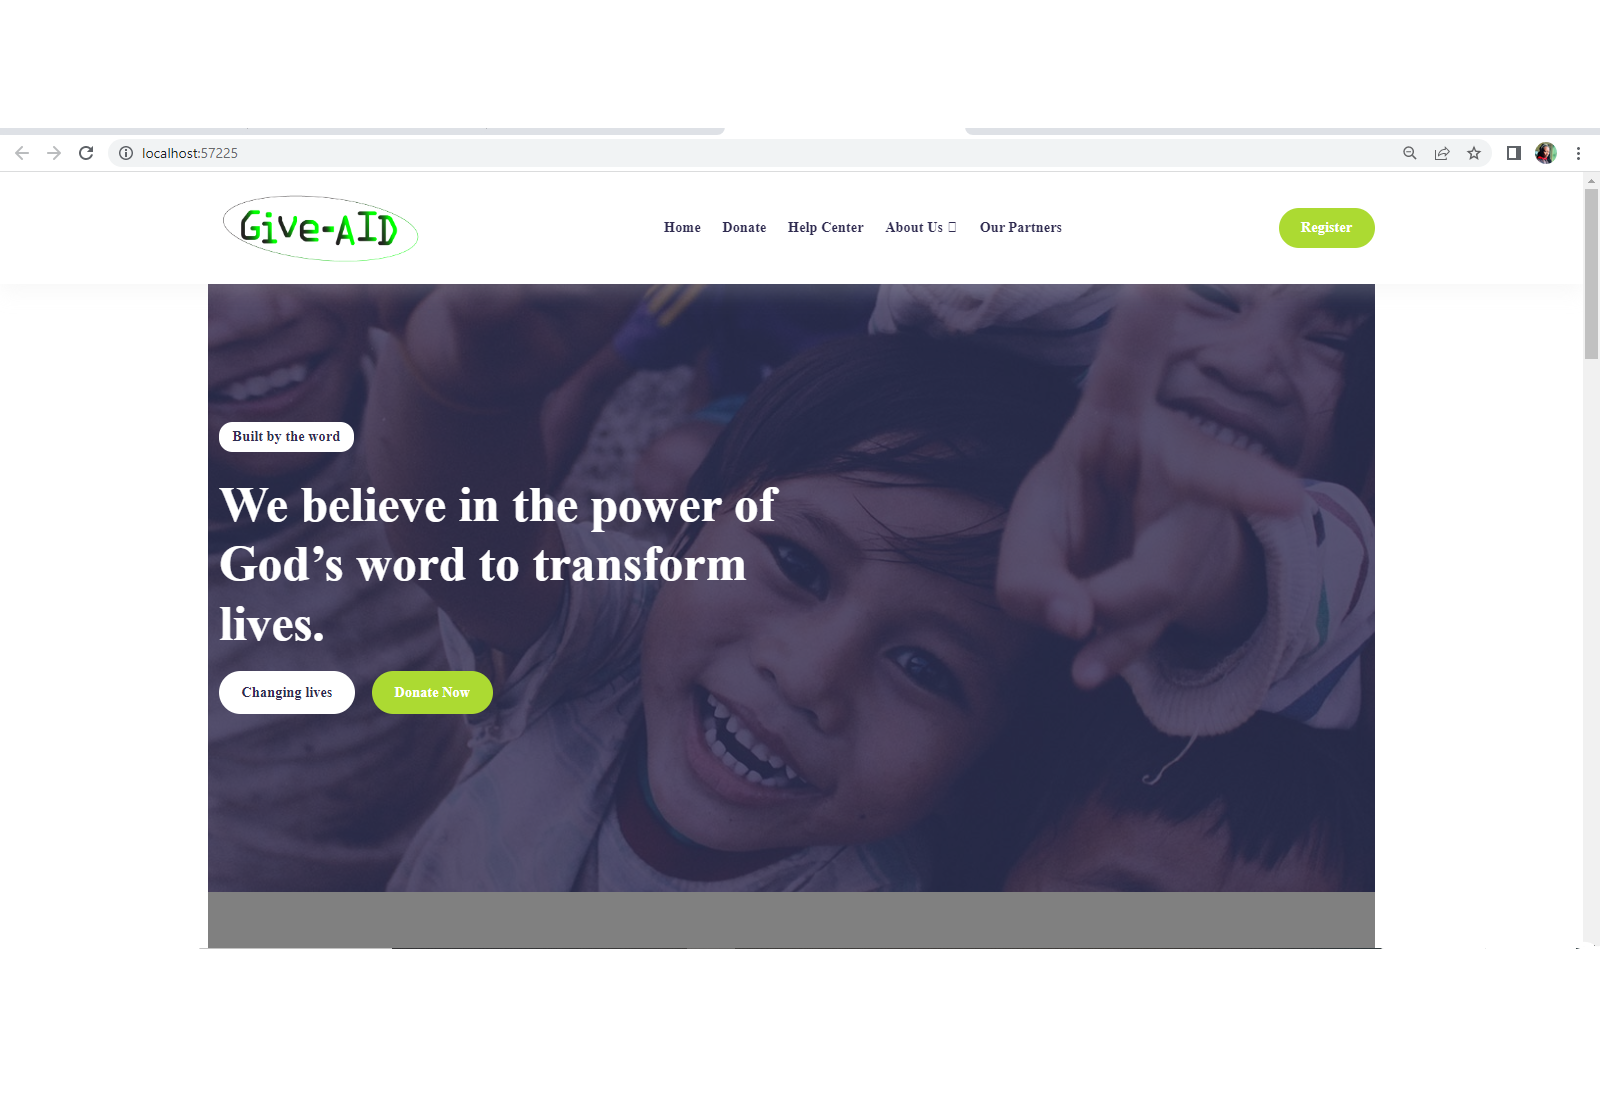 localhost:57225
Give-AID
Home Donate Help Center About Us Our Partners
Register
Built by the word
We believe in the power of
God’s word to transform
lives.
Changing lives Donate Now